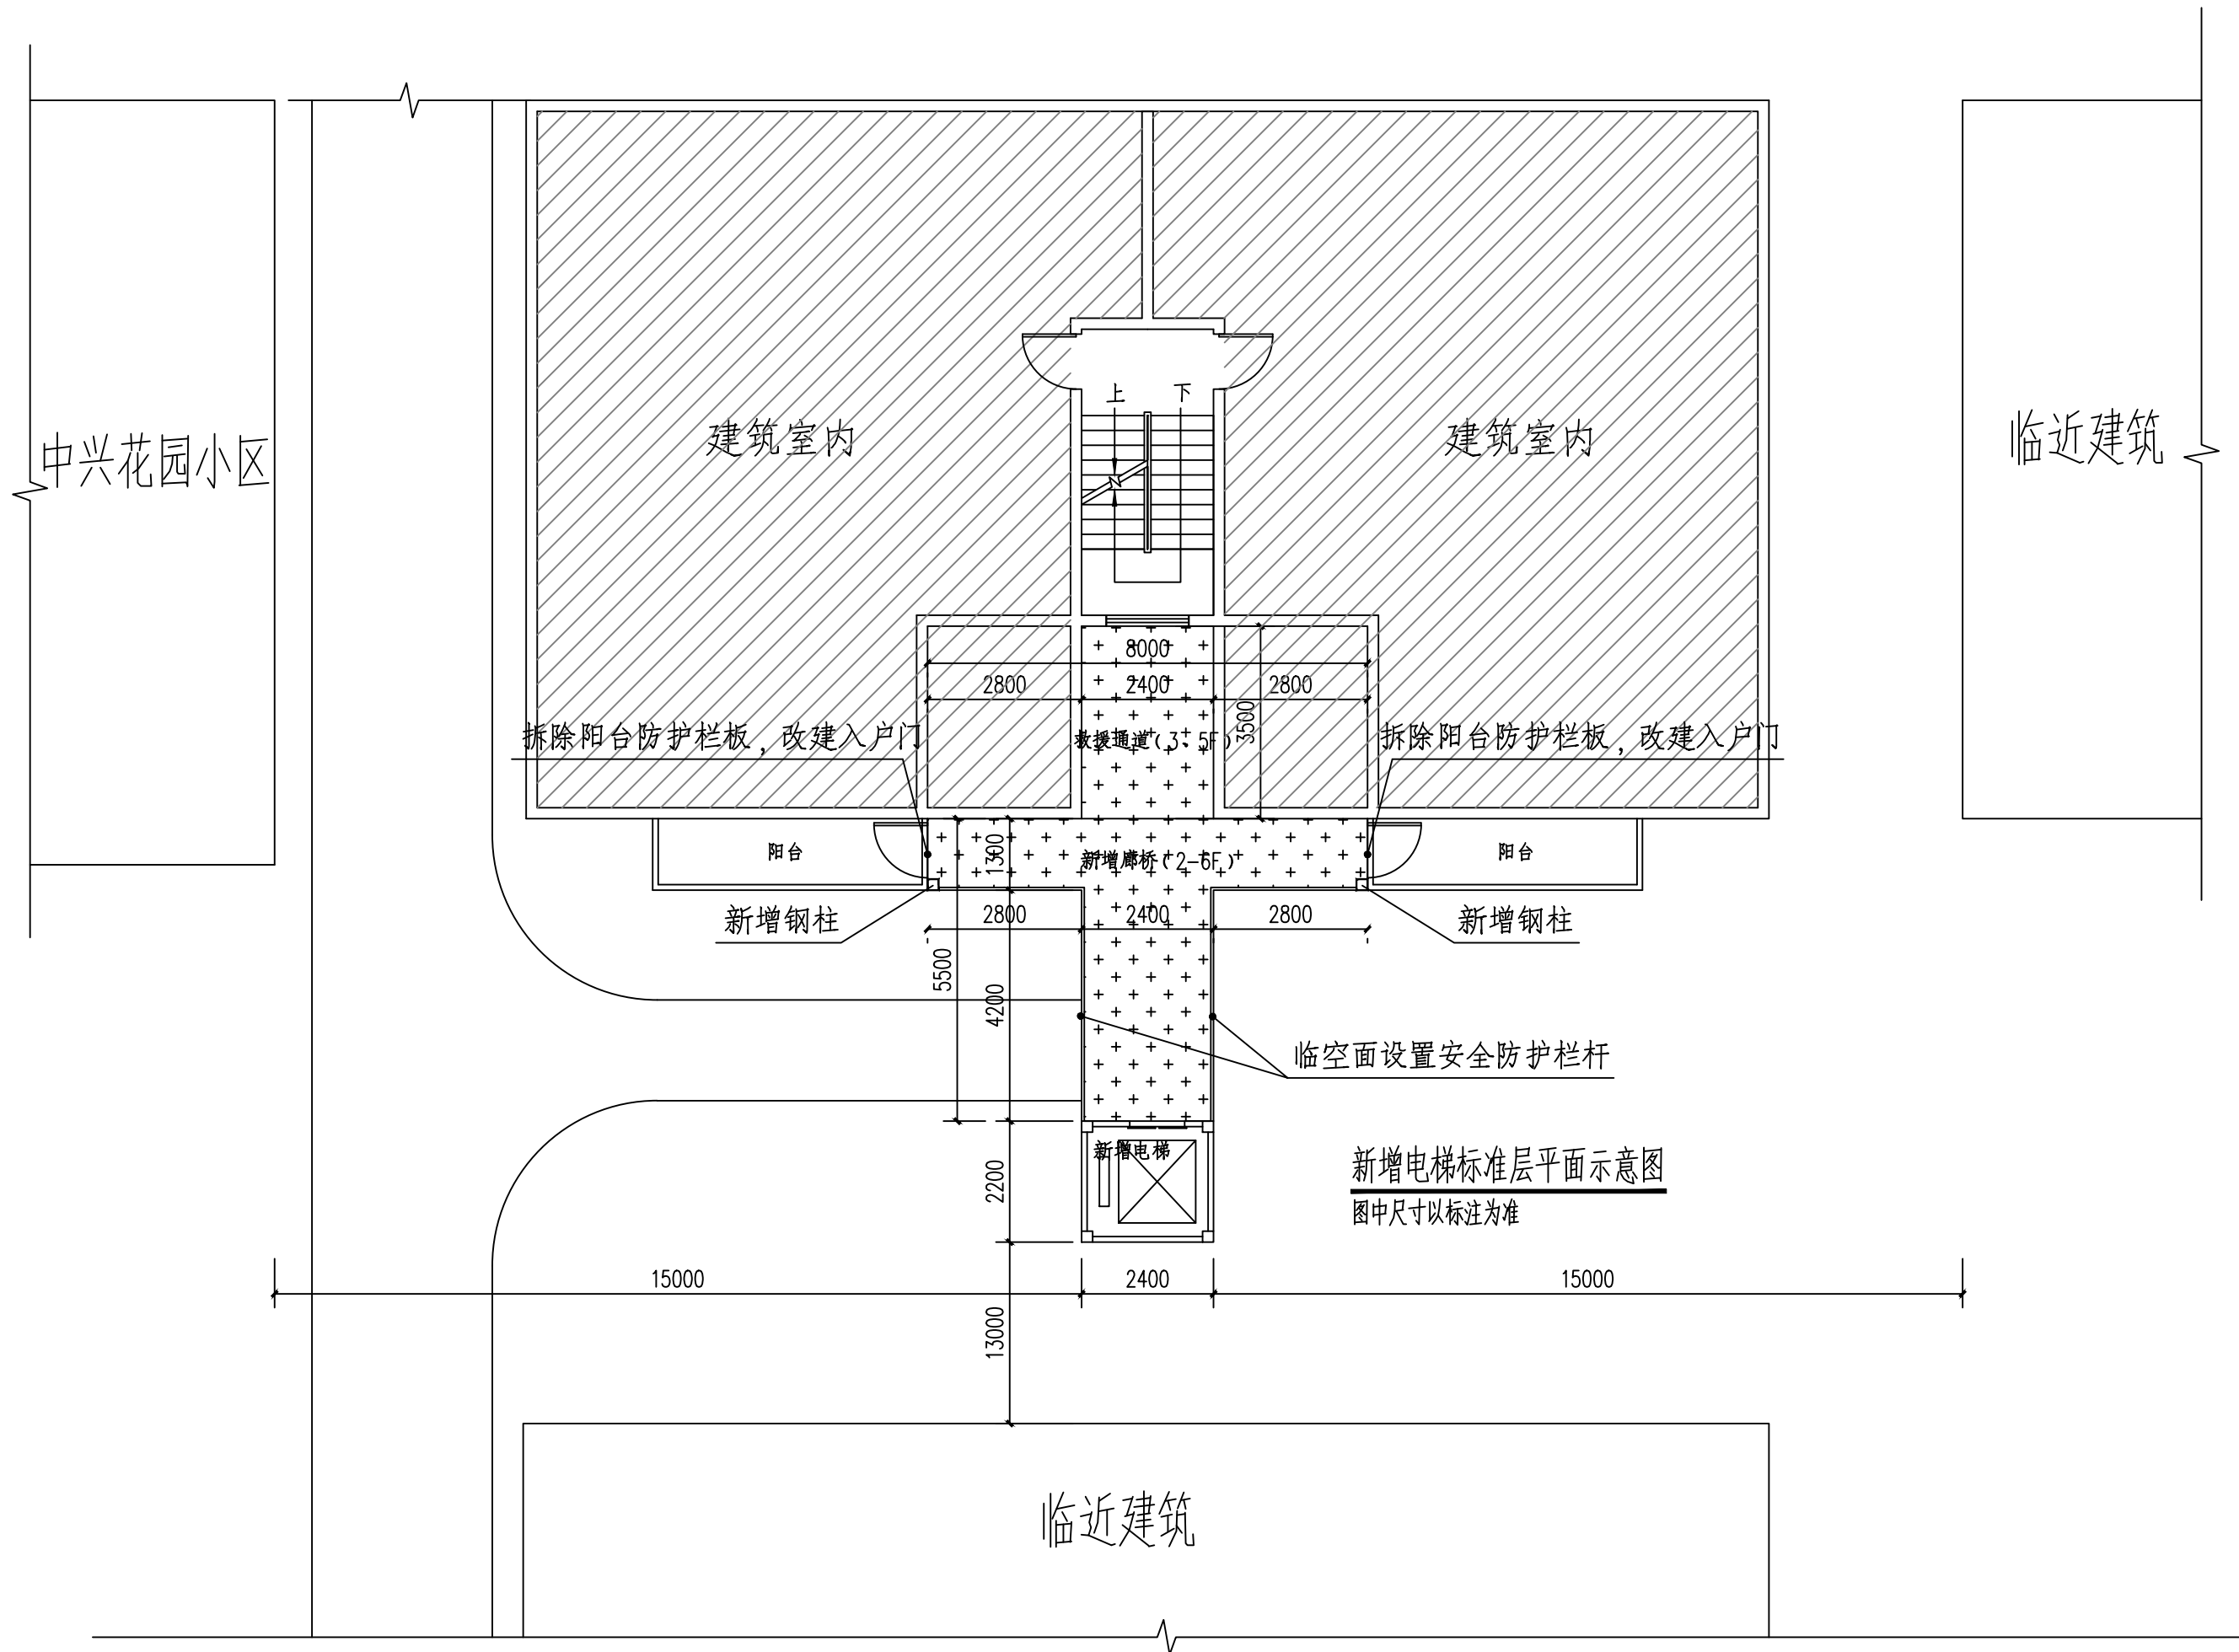 上
下
中兴花园小区
建筑室内
建筑室内
临近建筑
8000
2800
2400
2800
3500
拆除阳台防护栏板，改建入户门
救援通道(3、5F)
拆除阳台防护栏板，改建入户门
阳台
1300
新增廊桥(2-6F)
阳台
新增钢柱
2800
2400
2800
新增钢柱
5500
4200
临空面设置安全防护栏杆
新增电梯
2200
新增电梯标准层平面示意图
图中尺寸以标注为准
15000
2400
15000
13000
临近建筑